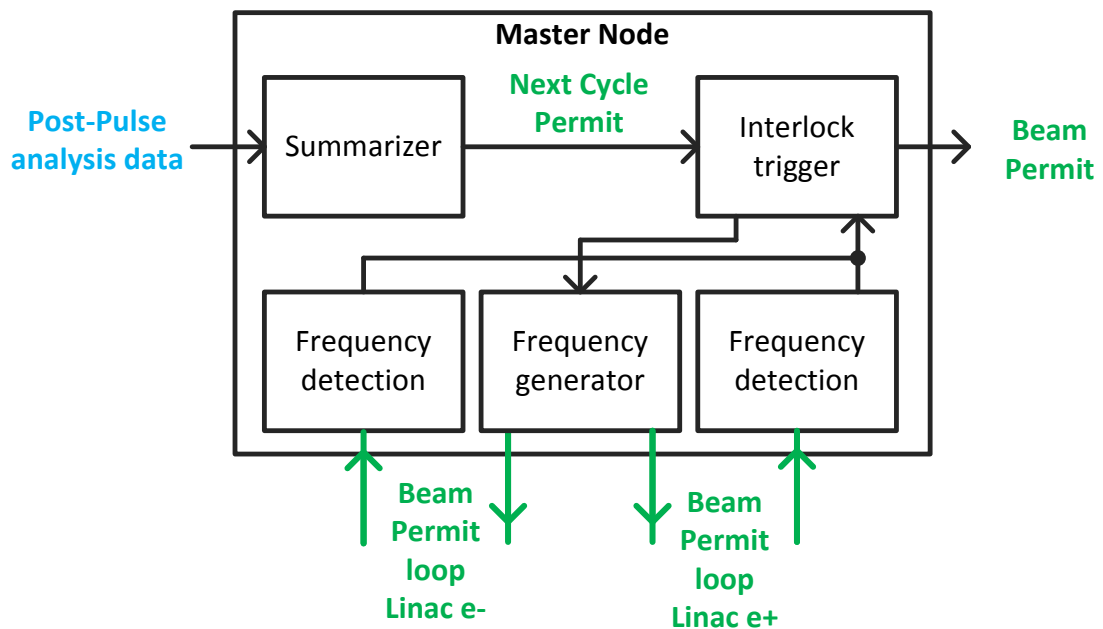 Master Node
Post-Pulse
analysis data
Summarizer
Next Cycle
Permit
Interlock
trigger
Beam
Permit
Frequency
detection
Frequency
generator
Frequency
detection
Beam
Permit
loop
Linac e-
Beam
Permit
loop
Linac e+